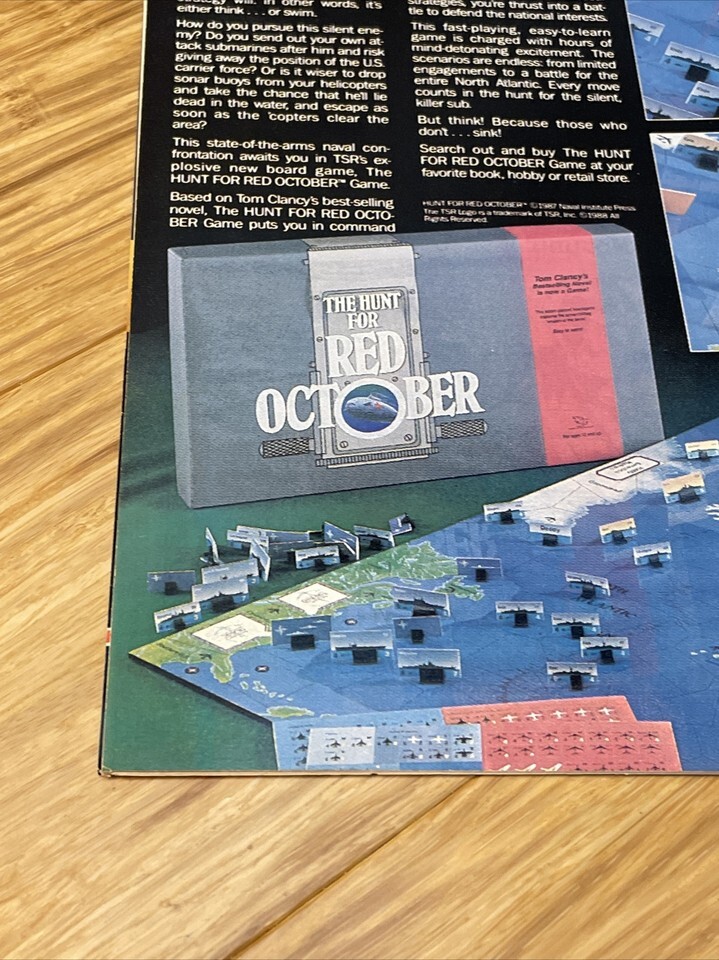 strategy will. In other words, it's
either think . . . or swim.
How do you pursue this silent ene-
my? Do you send out your own at-
tack submarines after him and risk
giving away the position of the U.S.
carrier force? Or is it wiser to drop
sonar buoys from your helicopters
and take the chance that he'll lie
dead in the water, and escape as
soon as the 'copters clear the
area?
This state-of-the-arms naval con-
frontation awaits you in TSR's ex-
plosive new board game, The
HUNT FOR RED OCTOBER™ Game.
Based on Tom Clancy's best-selling
novel, The HUNT FOR RED OCTO-
BER Game puts you in command
strategies, you're thrust into a bat-
tle to defend the national interests.
This fast-playing, easy-to-learn
game is charged with hours of
mind-detonating excitement. The
scenarios are endless: from limited
engagements to a battle for the
entire North Atlantic. Every move
counts in the hunt for the silent,
killer sub.
But think! Because those who
don't . . . sink!
Search out and buy The HUNT
FOR RED OCTOBER Game at your
favorite book, hobby or retail store.
HUNT FOR RED OCTOBER™ ©1987 Naval Institute Press
The TSR Logo is a trademark of TSR, Inc. ©1988 All
Rights Reserved.
THE HUNT
FOR
RED
OCTOBER
Tom Clancy's
Bestselling Novel
is now a Game!